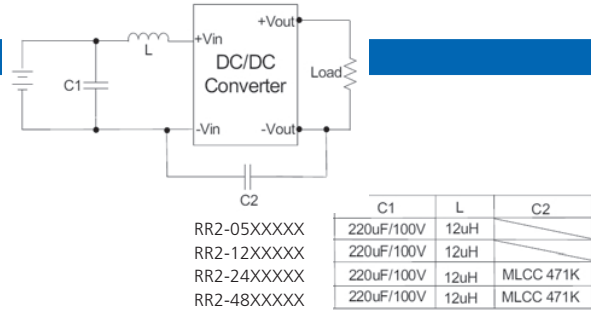 +Vout
+Vin
L
DC/DC
Converter
Load
C1
-Vin
-Vout
C2
C1 L C2
RR2-05XXXXX 220uF/100V 12uH
RR2-12XXXXX 220uF/100V 12uH
RR2-24XXXXX 220uF/100V 12uH MLCC 471K
RR2-48XXXXX 220uF/100V 12uH MLCC 471K